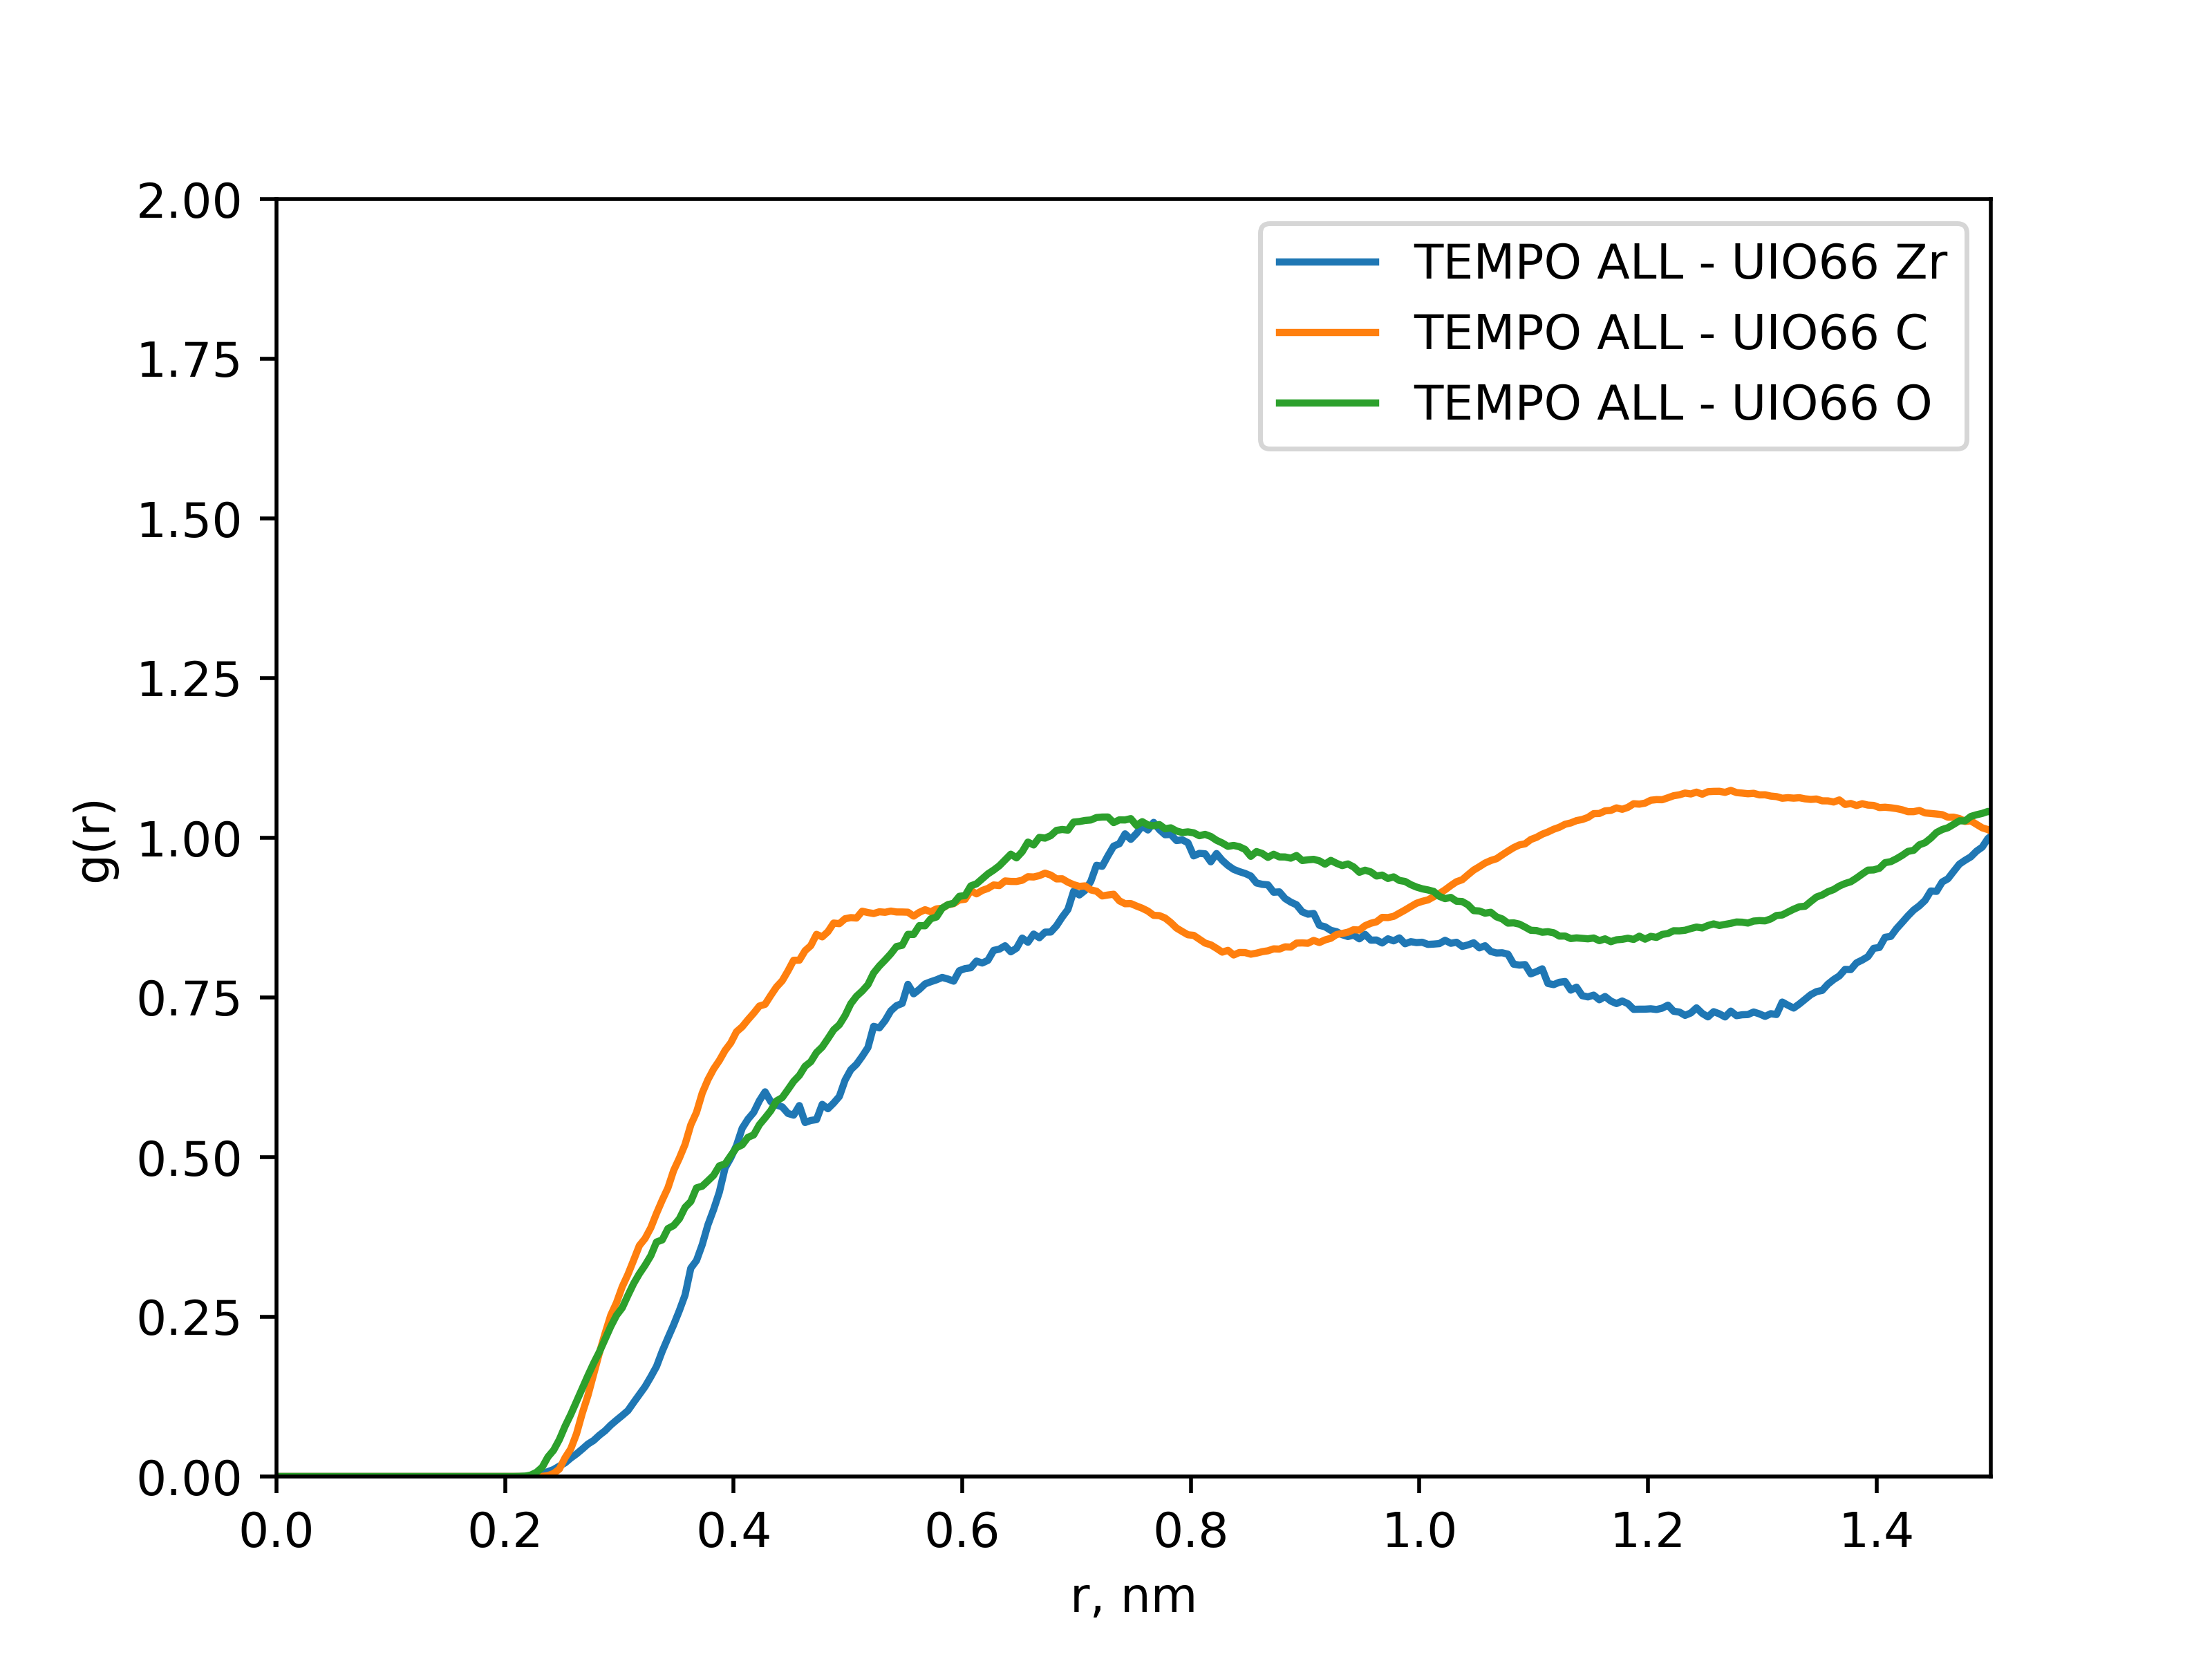 2.00
1.75
1.50
1.25
1.00
0.75
0.50
0.25
0.00
g(r)
TEMPO ALL - UIO66 Zr
TEMPO ALL - UIO66 C
TEMPO ALL - UIO66 O
0.0 0.2 0.4 0.6 0.8 1.0 1.2 1.4
r, nm